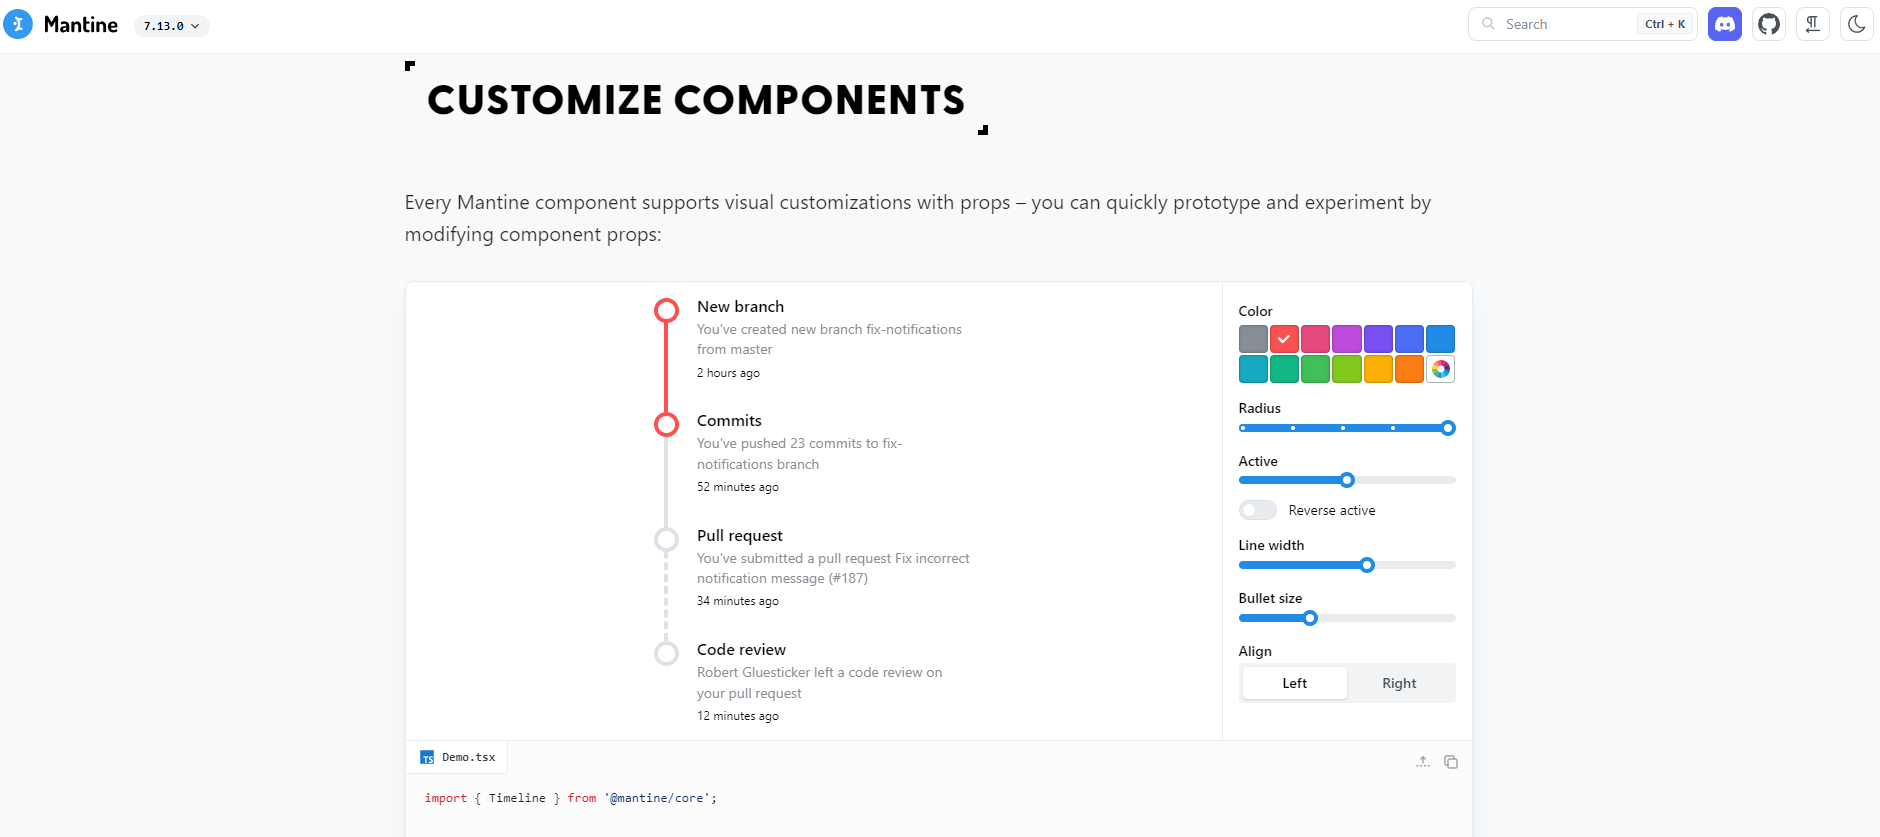 Mantine
7.13.0
Search
Ctrl + K
CUSTOMIZE COMPONENTS
Every Mantine component supports visual customizations with props – you can quickly prototype and experiment by
modifying component props:
New branch
You've created new branch fix-notifications
from master
2 hours ago
Commits
You've pushed 23 commits to fix-
notifications branch
52 minutes ago
Pull request
You've submitted a pull request Fix incorrect
notification message (#187)
34 minutes ago
Code review
Robert Gluesticker left a code review on
your pull request
12 minutes ago
Color
Radius
Active
Reverse active
Line width
Bullet size
Align
Left
Right
TS
Demo.tsx
import { Timeline } from '@mantine/core';